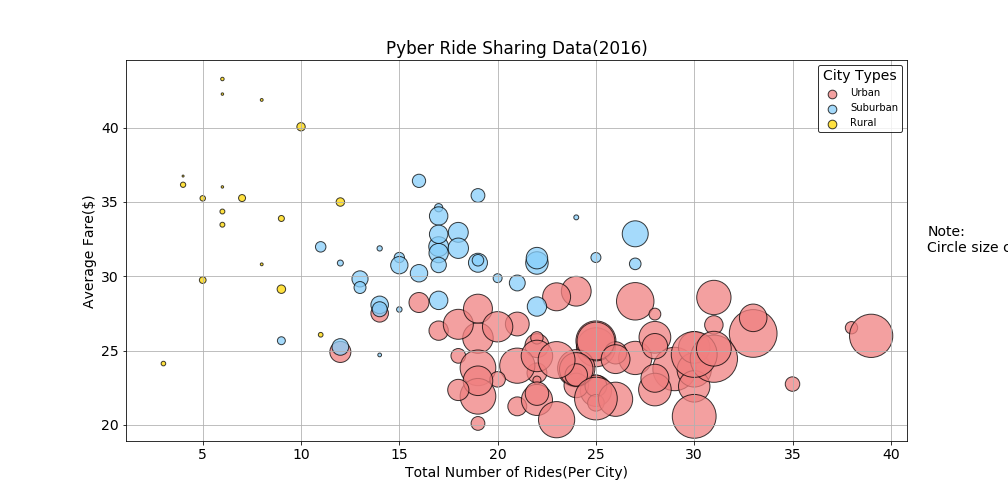 Pyber Ride Sharing Data(2016)
City Types
Urban
Suburban
Rural
Average Fare($)
40
35
30
25
20
5 10 15 20 25 30 35 40
Total Number of Rides(Per City)
Note:
Circle size